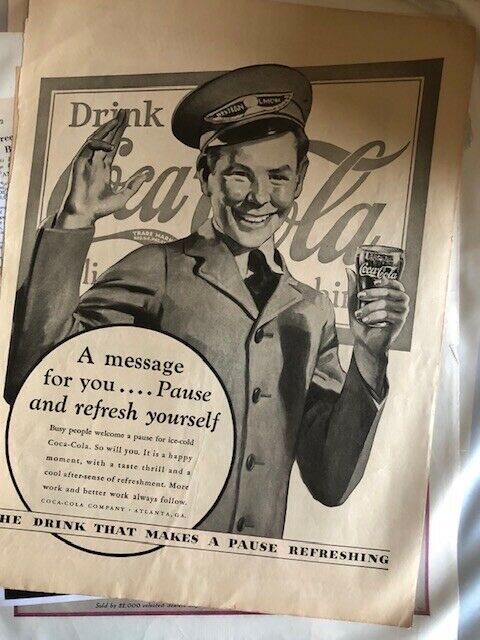 Drink
Coca-Cola
TRADE MARK
WESTERN UNION
Coca-Cola
A message
for you .... Pause
and refresh yourself
Busy people welcome a pause for ice-cold
Coca-Cola. So will you. It is a happy
moment, with a taste thrill and a
cool after-sense of refreshment. More
work and better work always follow.
COCA-COLA COMPANY • ATLANTA, GA.
HE DRINK THAT MAKES A PAUSE REFRESHING
Sold by